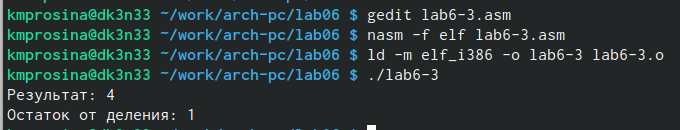 kmprosina@dk3n33 ~/work/arch-pc/lab06 $ gedit lab6-3.asm
kmprosina@dk3n33 ~/work/arch-pc/lab06 $ nasm -f elf lab6-3.asm
kmprosina@dk3n33 ~/work/arch-pc/lab06 $ ld -m elf_i386 -o lab6-3 lab6-3.o
kmprosina@dk3n33 ~/work/arch-pc/lab06 $ ./lab6-3
Результат: 4
Остаток от деления: 1